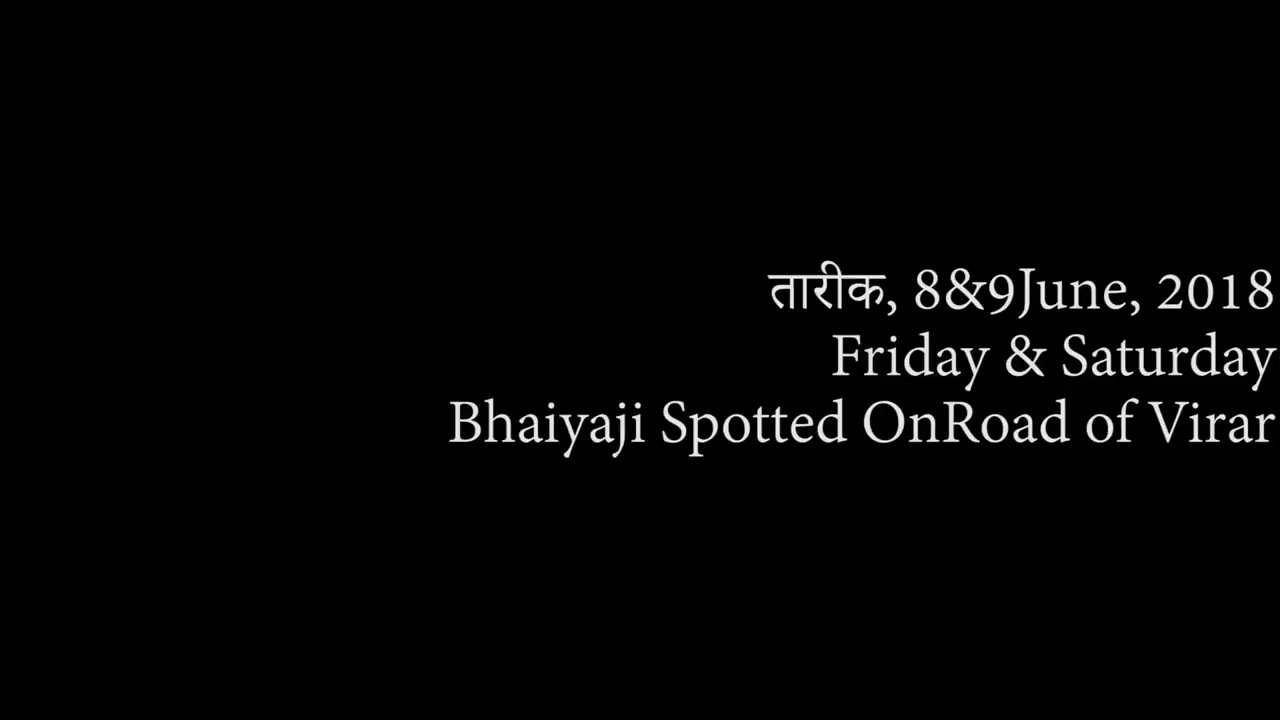 तारीक, 8&9June, 2018
Friday & Saturday
Bhaiyaji Spotted OnRoad of Virar